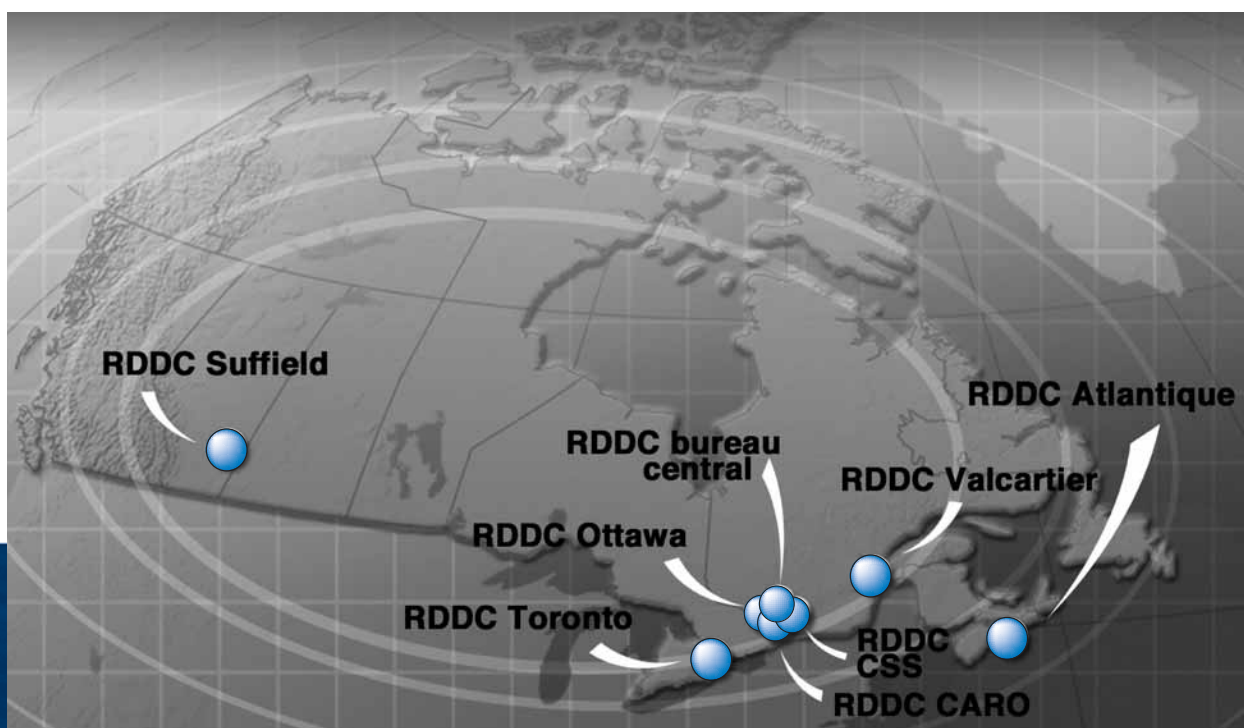 RDDC Suffield
RDDC Atlantique
RDDC bureau
central
RDDC Valcartier
RDDC Ottawa
RDDC Toronto
RDDC
CSS
RDDC CARO